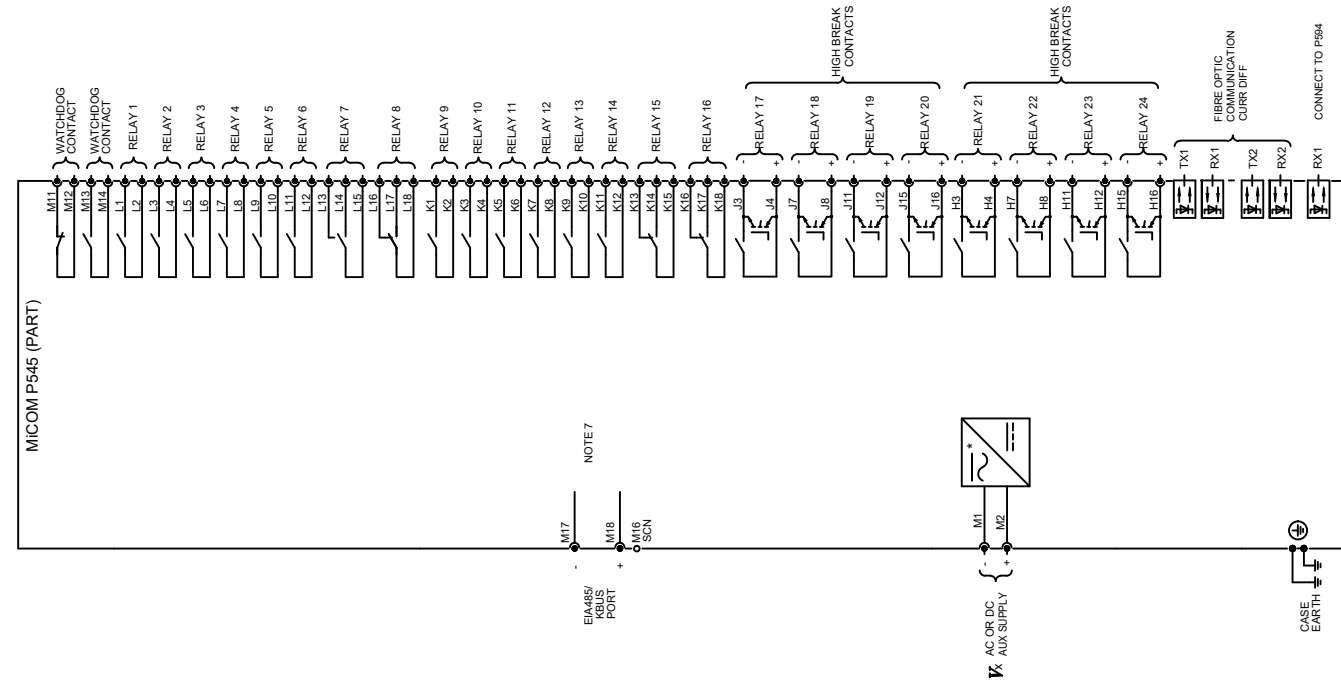 MiCOM P545 (PART)
WATCHDOG
CONTACT
M11
M12
WATCHDOG
CONTACT
M13
M14
RELAY 1
L1
L2
RELAY 2
L3
L4
RELAY 3
L5
L6
RELAY 4
L7
L8
RELAY 5
L9
L10
RELAY 6
L11
L12
RELAY 7
L13
L14
L15
RELAY 8
L16
L17
L18
RELAY 9
K1
K2
RELAY 10
K3
K4
RELAY 11
K5
K6
RELAY 12
K7
K8
RELAY 13
K9
K10
RELAY 14
K11
K12
RELAY 15
K13
K14
K15
RELAY 16
K16
K17
K18
HIGH BREAK
CONTACTS
RELAY 17
-
+
J3
J4
RELAY 18
-
+
J7
J8
RELAY 19
-
+
J11
J12
RELAY 20
-
+
J15
J16
HIGH BREAK
CONTACTS
RELAY 21
-
+
H3
H4
RELAY 22
-
+
H7
H8
RELAY 23
-
+
H11
H12
RELAY 24
-
+
H15
H16
FIBRE OPTIC
COMMUNICATION
CURR DIFF
TX1
RX1
TX2
RX2
CONNECT TO P594
RX1
NOTE 7
EIA485/
KBUS
PORT
-
+
M17
M18
M16
SCN
*
M1
M2
-
+
Vx AC OR DC
AUX SUPPLY
CASE
EARTH